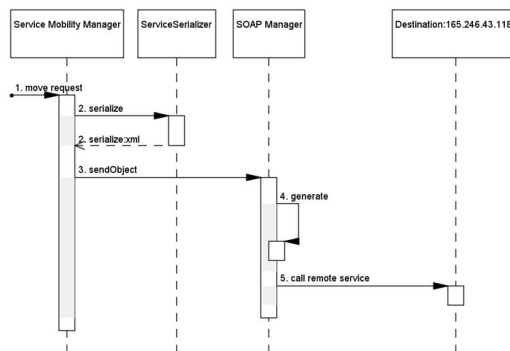 Service Mobility Manager
ServiceSerializer
SOAP Manager
Destination:165.246.43.118
1. move request
2. serialize
2. serialize:xml
3. sendObject
4. generate
5. call remote service